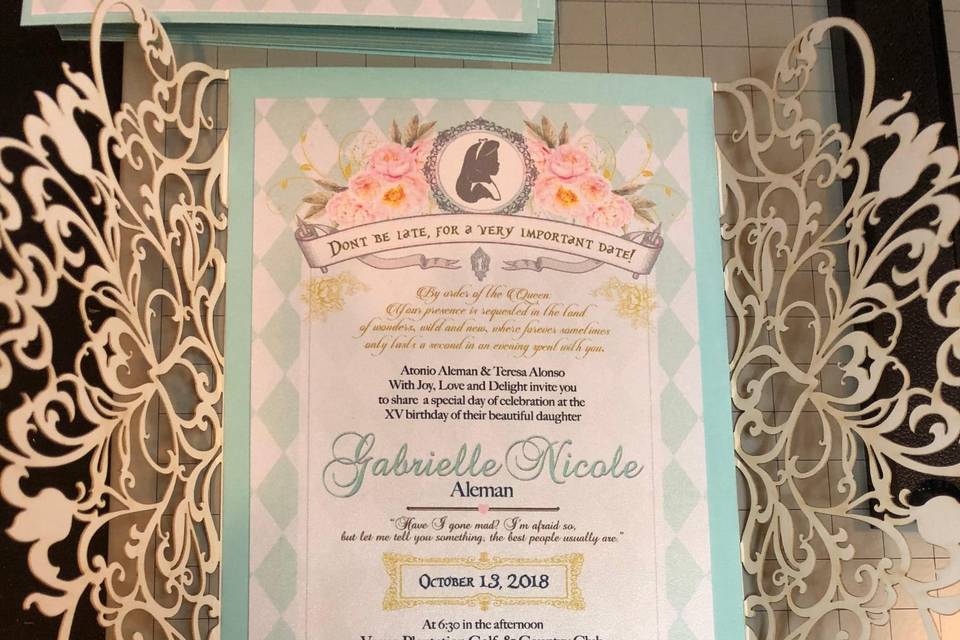 DONT BE LATE, FOR A VERY IMPORTANT DATE!
By order of the Queen
Your presence is requested in the land
of wonders, wild and new, where forever sometimes
only lasts a second in an evening spent with you.
Atonio Aleman & Teresa Alonso
With Joy, Love and Delight invite you
to share a special day of celebration at the
XV birthday of their beautiful daughter
Gabrielle Nicole
Aleman
"Have I gone mad? I'm afraid so,
but let me tell you something, the best people usually are."
OCTOBER 13, 2018
At 6:30 in the afternoon
Plantation Golf & Country Club